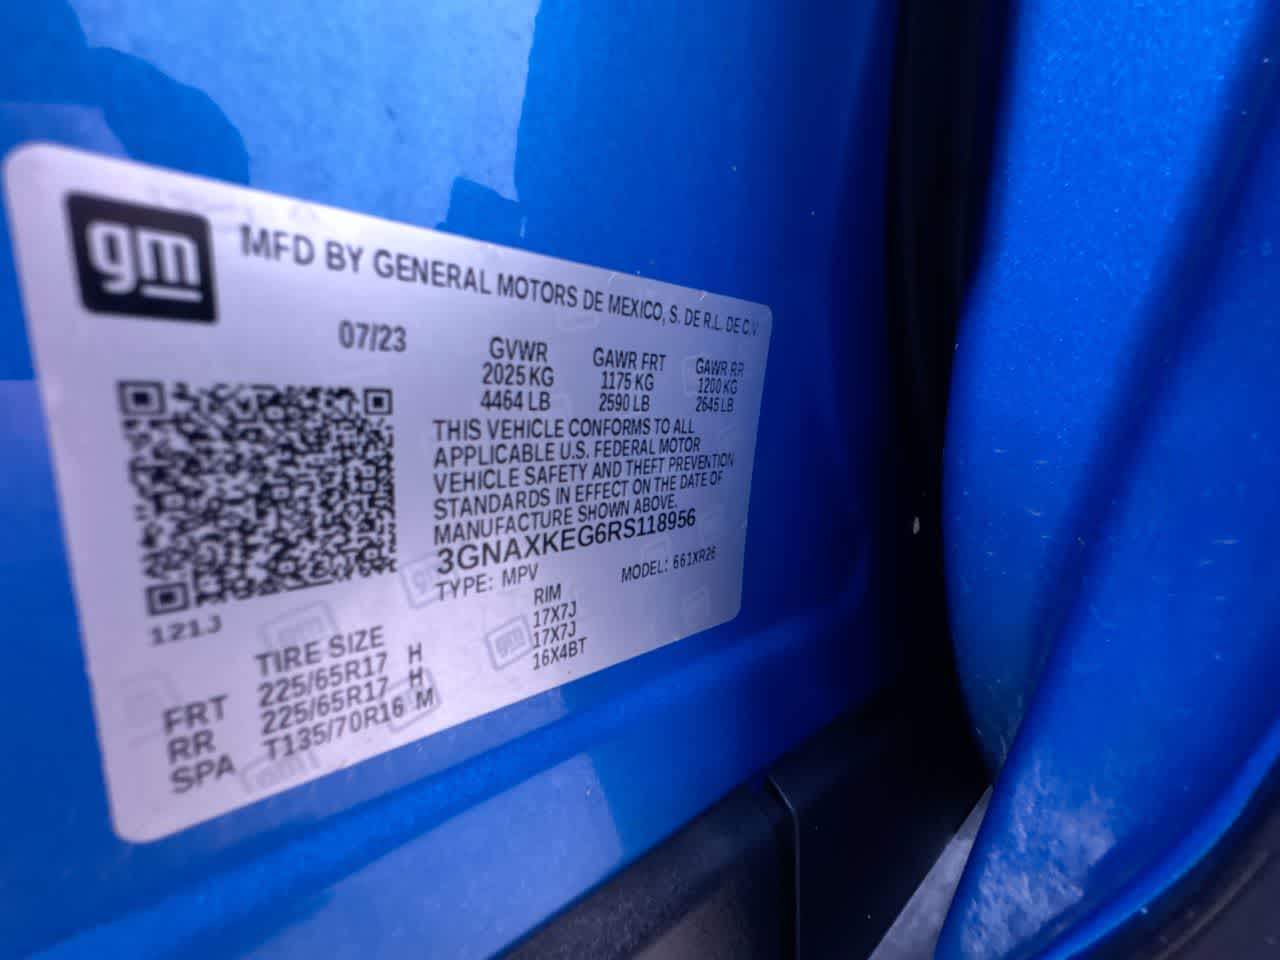 gm
MFD BY GENERAL MOTORS DE MEXICO, S. DE R.L. DE C.V
07/23
GVWR GAWR FRT GAWR RR
2025 KG 1175 KG 1200 KG
4464 LB 2590 LB 2645 LB
THIS VEHICLE CONFORMS TO ALL
APPLICABLE U.S. FEDERAL MOTOR
VEHICLE SAFETY AND THEFT PREVENTION
STANDARDS IN EFFECT ON THE DATE OF
MANUFACTURE SHOWN ABOVE.
3GNAXKEG6RS118956
TYPE: MPV MODEL: 661XR26
121J
TIRE SIZE RIM
FRT 225/65R17 H 17X7J
RR 225/65R17 H 17X7J
SPA T135/70R16 M 16X4BT